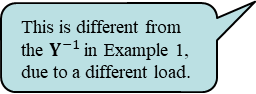 This is different from
the Y⁻¹ in Example 1,
due to a different load.